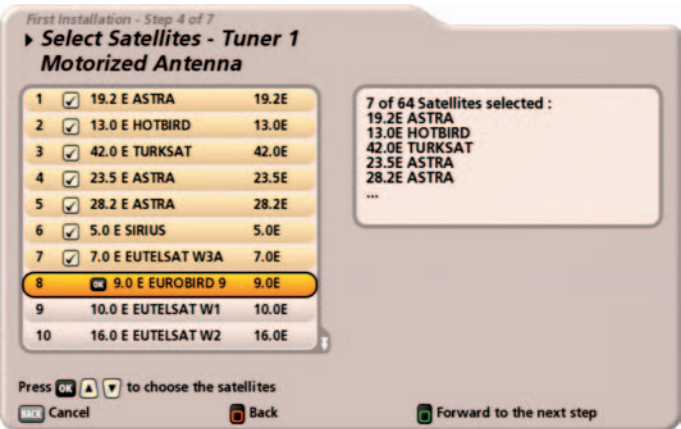 First Installation - Step 4 of 7
Select Satellites - Tuner 1
Motorized Antenna
1 19.2 E ASTRA 19.2E
2 13.0 E HOTBIRD 13.0E
3 42.0 E TURKSAT 42.0E
4 23.5 E ASTRA 23.5E
5 28.2 E ASTRA 28.2E
6 5.0 E SIRIUS 5.0E
7 7.0 E EUTELSAT W3A 7.0E
8 OK 9.0 E EUROBIRD 9 9.0E
9 10.0 E EUTELSAT W1 10.0E
10 16.0 E EUTELSAT W2 16.0E
7 of 64 Satellites selected :
19.2E ASTRA
13.0E HOTBIRD
42.0E TURKSAT
23.5E ASTRA
28.2E ASTRA
...
Press OK to choose the satellites
BACK Cancel Back Forward to the next step